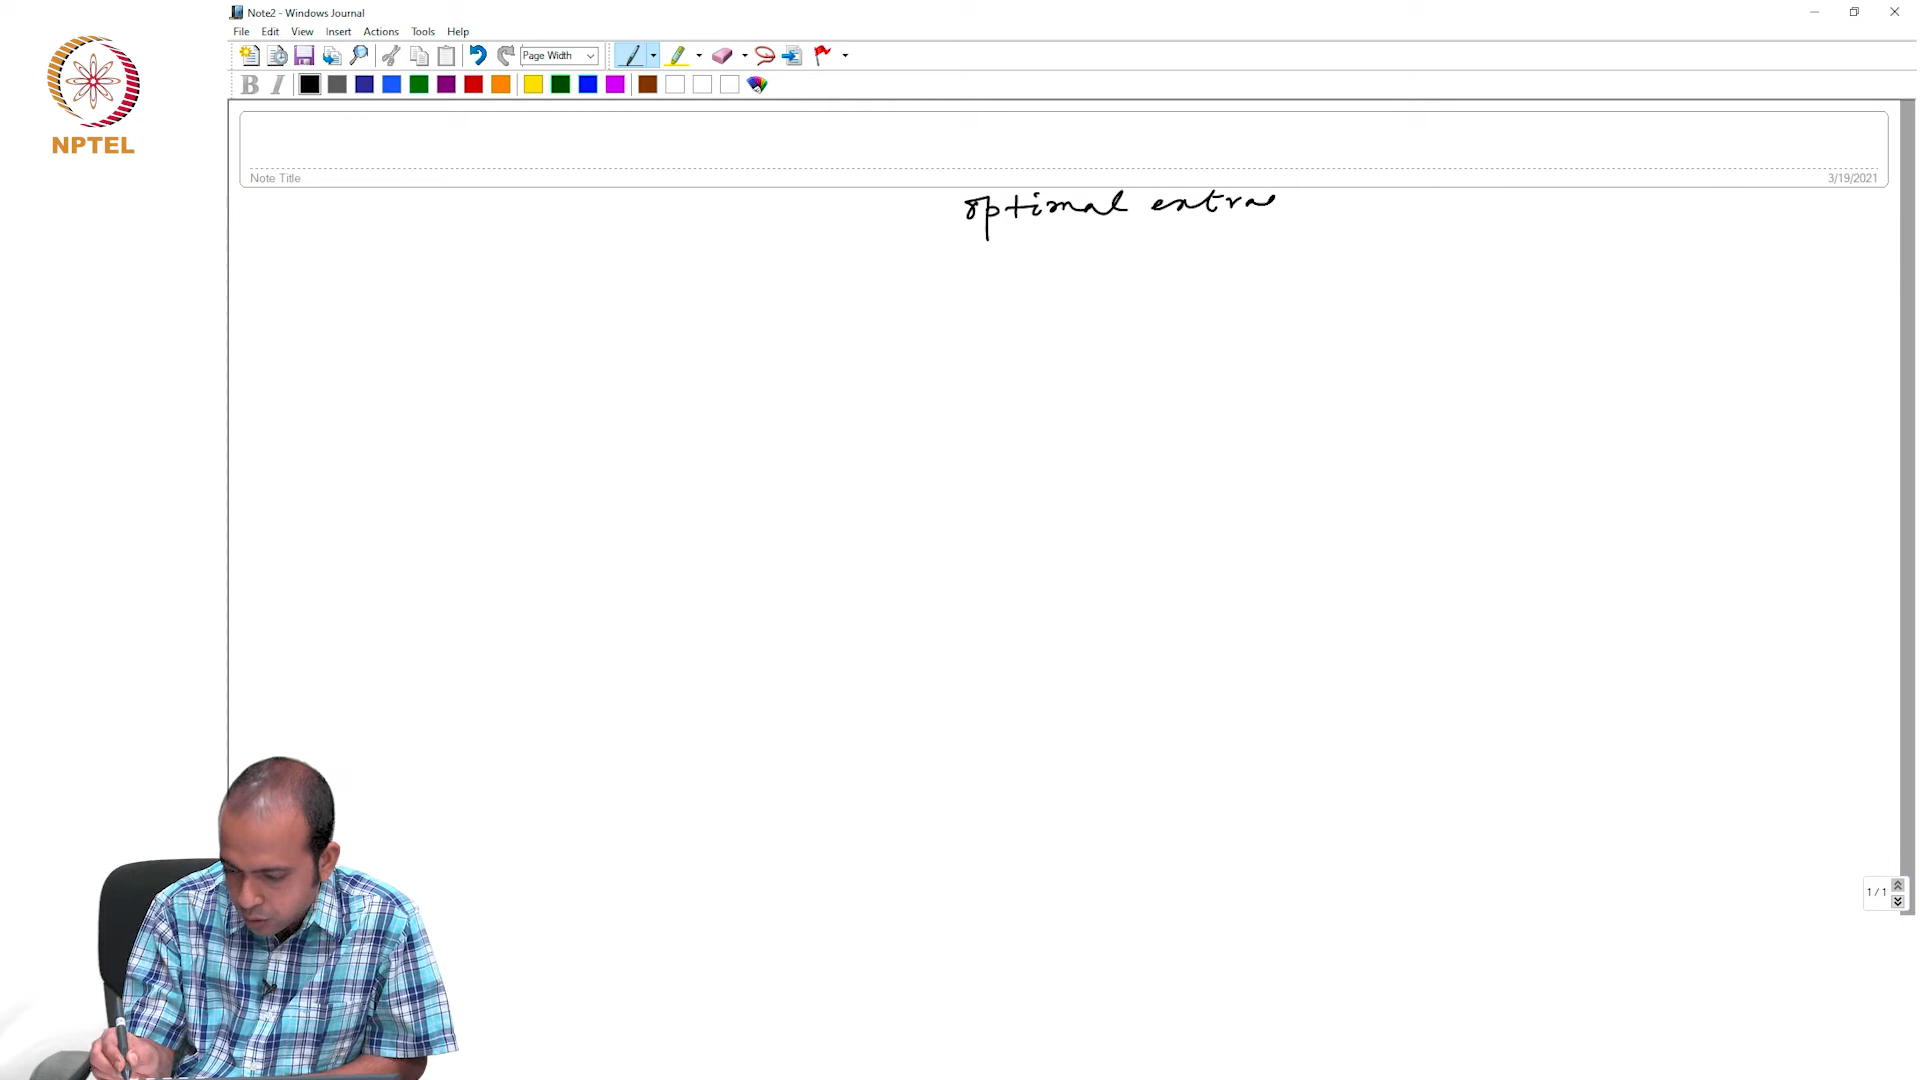 Note2 - Windows Journal
File Edit View Insert Actions Tools Help
Page Width
B I
NPTEL
Note Title
3/19/2021
optimal extrac
1 / 1